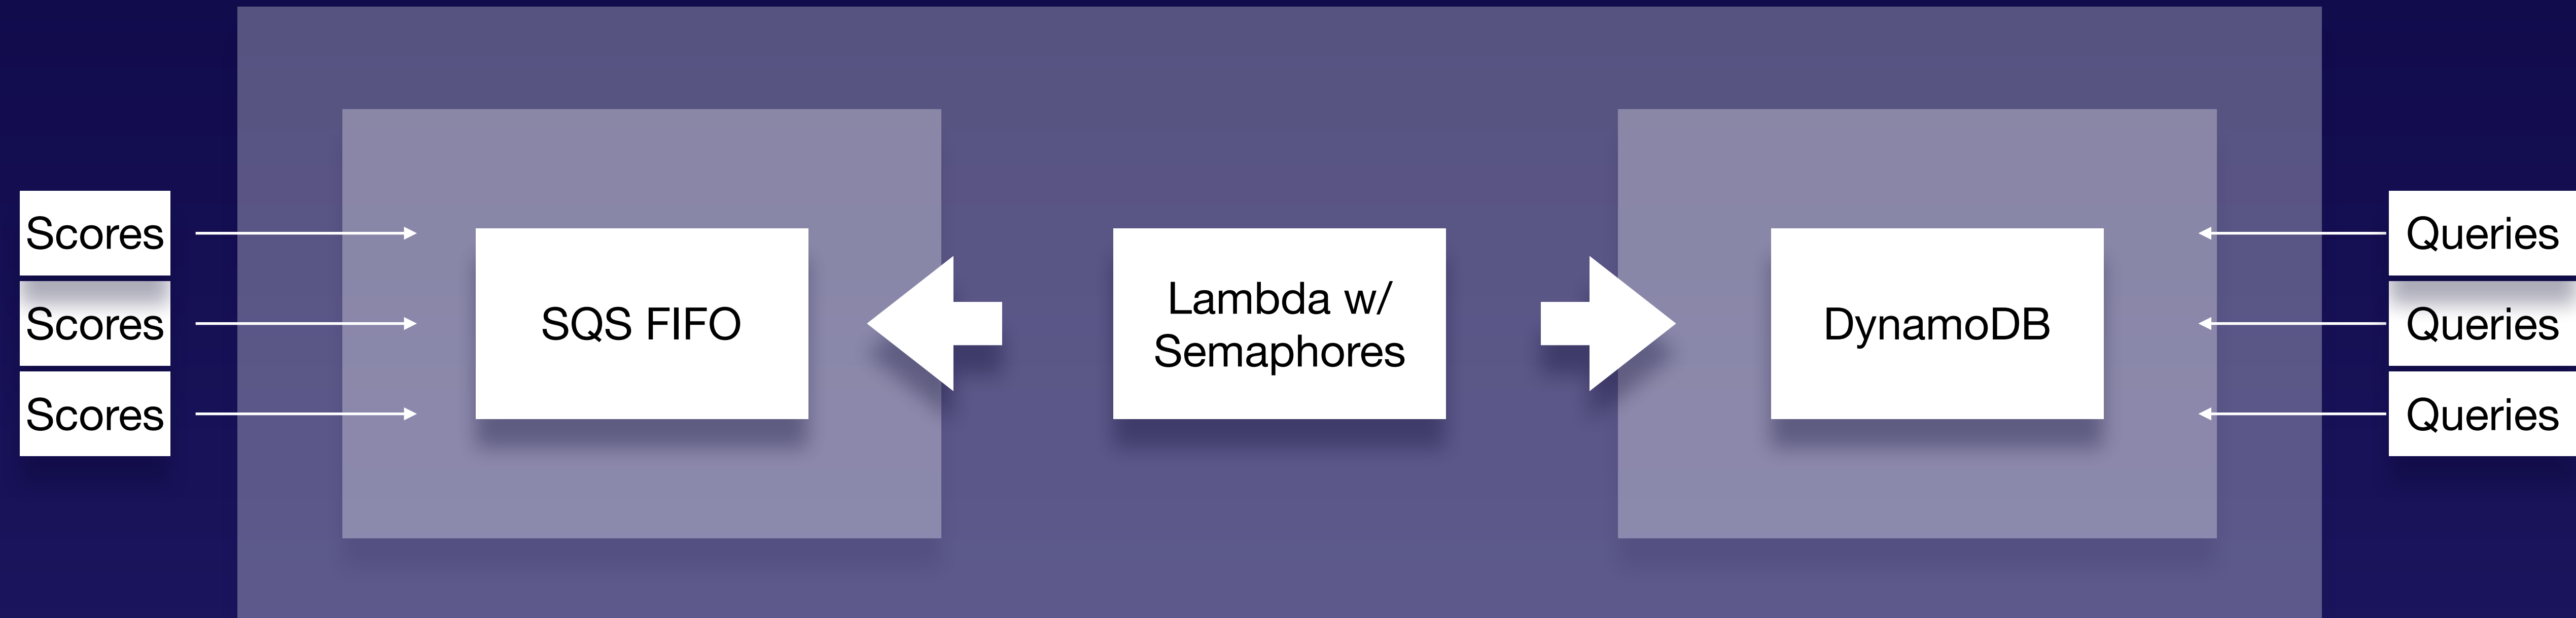 Scores
Scores
Scores
SQS FIFO
Lambda w/
Semaphores
DynamoDB
Queries
Queries
Queries